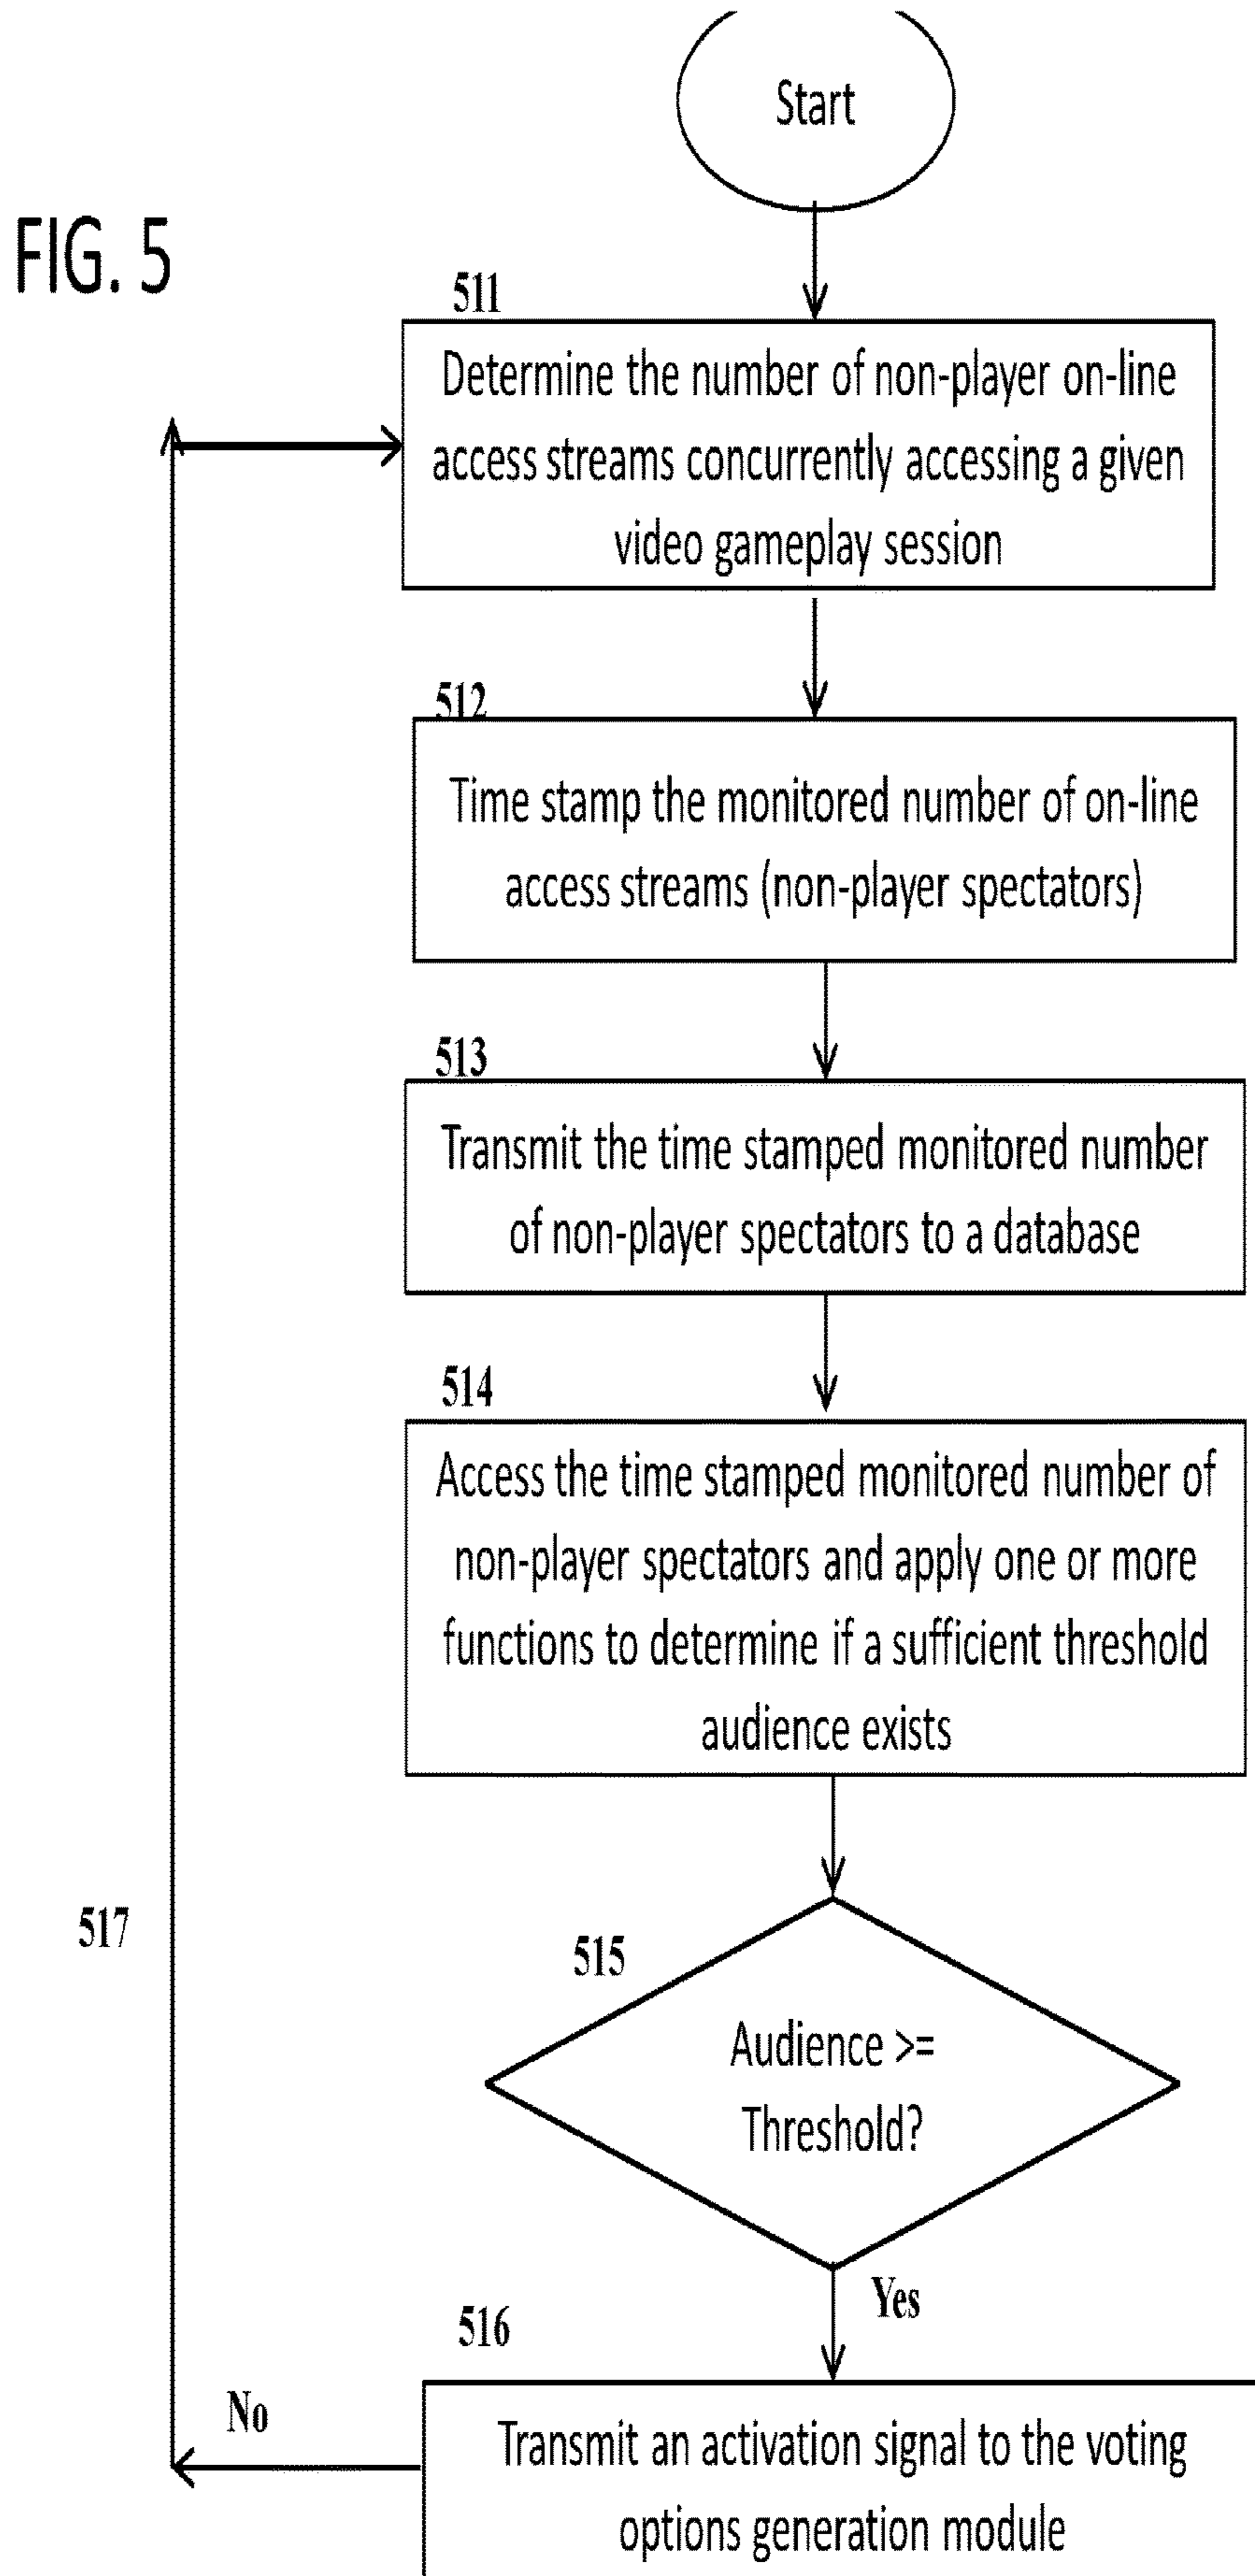 Start
FIG. 5
511
Determine the number of non-player on-line
access streams concurrently accessing a given
video gameplay session
512
Time stamp the monitored number of on-line
access streams (non-player spectators)
513
Transmit the time stamped monitored number
of non-player spectators to a database
514
Access the time stamped monitored number of
non-player spectators and apply one or more
functions to determine if a sufficient threshold
audience exists
517
515
Audience >=
Threshold?
Yes
516
No
Transmit an activation signal to the voting
options generation module